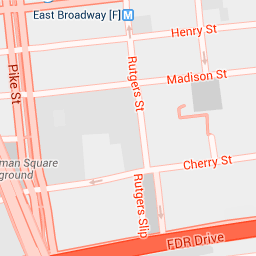 East Broadway [F] M
Henry St
Pike St
Madison St
Rutgers St
man Square
ground
Cherry St
Rutgers Slip
FDR Drive